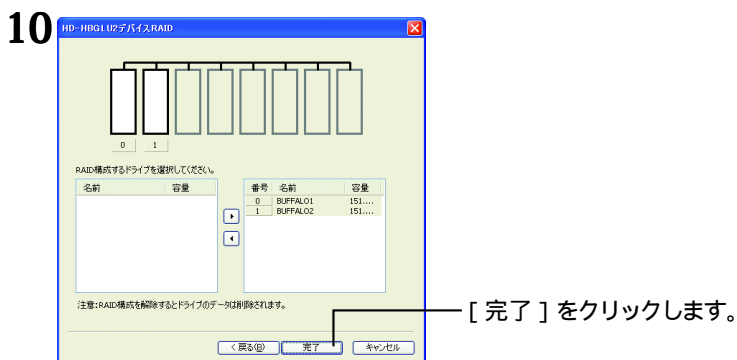 10
HD-HBGLU2デバイスRAID
0 1
RAID構成するドライブを選択してください。
名前 容量
番号 名前 容量
0 BUFFALO1 151....
1 BUFFALO2 151....
注意:RAID構成を解除するとドライブのデータは削除されます。
[ 完了 ] をクリックします。
< 戻る(B) 完了 キャンセル